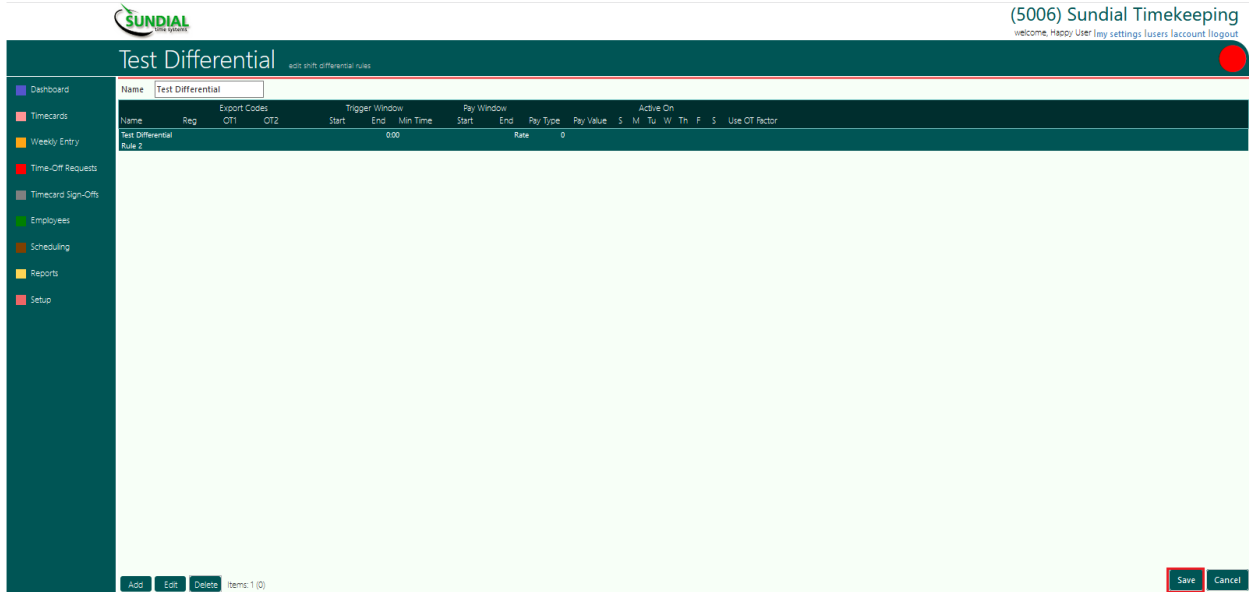 SUNDIAL
time systems
(5006) Sundial Timekeeping
welcome, Happy User |my settings |users |account |logout
Test Differential edit shift differential rules
Dashboard
Timecards
Weekly Entry
Time-Off Requests
Timecard Sign-Offs
Employees
Scheduling
Reports
Setup
Name Test Differential
Export Codes Trigger Window Pay Window Active On
Name Reg OT1 OT2 Start End Min Time Start End Pay Type Pay Value S M Tu W Th F S Use OT Factor
Test Differential 0:00 Rate 0
Rule 2
Add Edit Delete Items: 1 (0)
Save Cancel